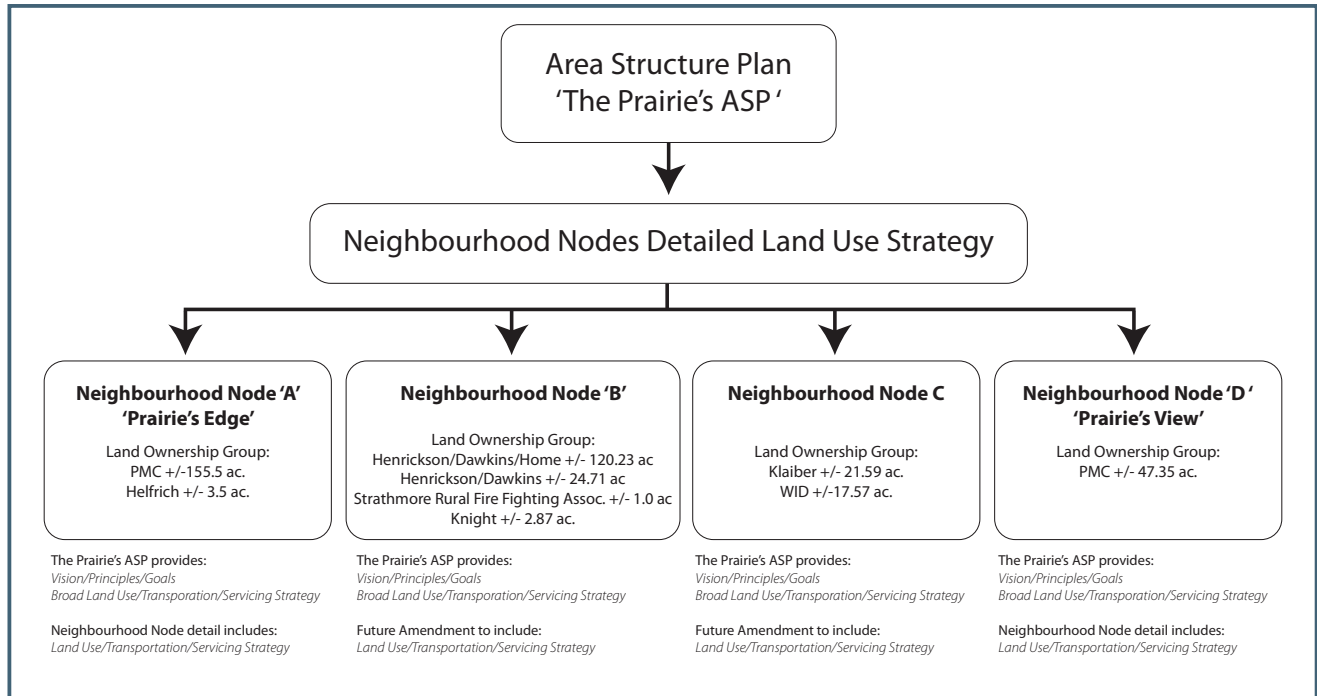 Area Structure Plan
‘The Prairie’s ASP ‘
Neighbourhood Nodes Detailed Land Use Strategy
Neighbourhood Node ‘A’
‘Prairie’s Edge’
Land Ownership Group:
PMC +/-155.5 ac.
Helfrich +/- 3.5 ac.
The Prairie’s ASP provides:
Vision/Principles/Goals
Broad Land Use/Transporation/Servicing Strategy
Neighbourhood Node detail includes:
Land Use/Transportation/Servicing Strategy
Neighbourhood Node ‘B’
Land Ownership Group:
Henrickson/Dawkins/Home +/- 120.23 ac
Henrickson/Dawkins +/- 24.71 ac
Strathmore Rural Fire Fighting Assoc. +/- 1.0 ac
Knight +/- 2.87 ac.
The Prairie’s ASP provides:
Vision/Principles/Goals
Broad Land Use/Transporation/Servicing Strategy
Future Amendment to include:
Land Use/Transportation/Servicing Strategy
Neighbourhood Node C
Land Ownership Group:
Klaiber +/- 21.59 ac.
WID +/-17.57 ac.
The Prairie’s ASP provides:
Vision/Principles/Goals
Broad Land Use/Transporation/Servicing Strategy
Future Amendment to include:
Land Use/Transportation/Servicing Strategy
Neighbourhood Node ‘D ‘
‘Prairie’s View’
Land Ownership Group:
PMC +/- 47.35 ac.
The Prairie’s ASP provides:
Vision/Principles/Goals
Broad Land Use/Transporation/Servicing Strategy
Neighbourhood Node detail includes:
Land Use/Transportation/Servicing Strategy